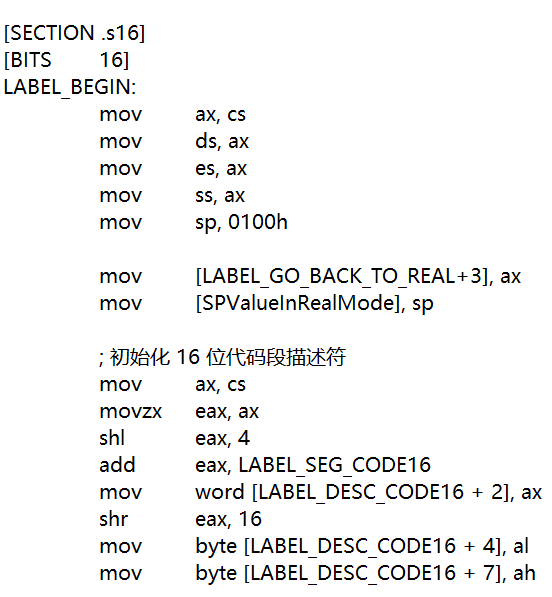 [SECTION .s16]
[BITS 16]
LABEL_BEGIN:
mov ax, cs
mov ds, ax
mov es, ax
mov ss, ax
mov sp, 0100h
mov [LABEL_GO_BACK_TO_REAL+3], ax
mov [SPValueInRealMode], sp
; 初始化 16 位代码段描述符
mov ax, cs
movzx eax, ax
shl eax, 4
add eax, LABEL_SEG_CODE16
mov word [LABEL_DESC_CODE16 + 2], ax
shr eax, 16
mov byte [LABEL_DESC_CODE16 + 4], al
mov byte [LABEL_DESC_CODE16 + 7], ah